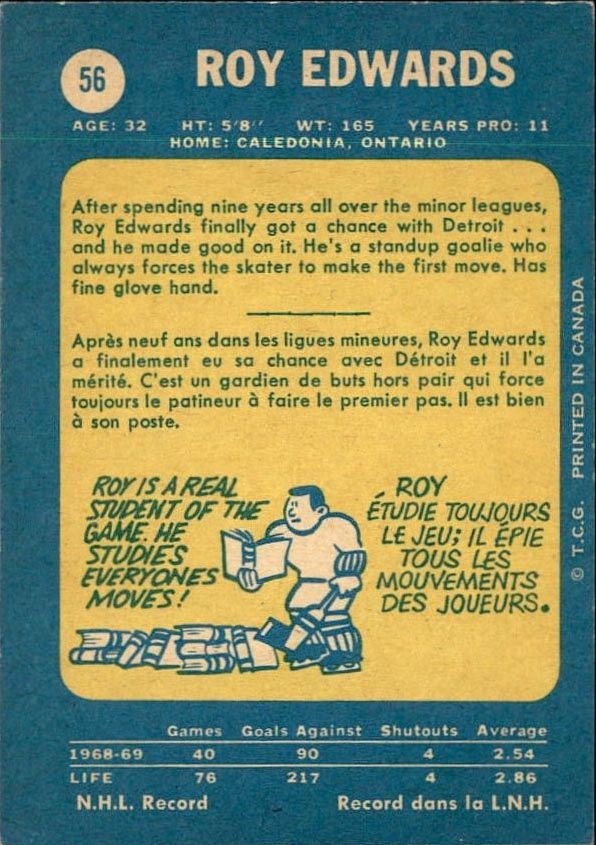 56
ROY EDWARDS
AGE: 32 HT: 5'8" WT: 165 YEARS PRO: 11
HOME: CALEDONIA, ONTARIO
After spending nine years all over the minor leagues,
Roy Edwards finally got a chance with Detroit . . .
and he made good on it. He's a standup goalie who
always forces the skater to make the first move. Has
fine glove hand.
Après neuf ans dans les ligues mineures, Roy Edwards
a finalement eu sa chance avec Détroit et il l'a
mérité. C'est un gardien de buts hors pair qui force
toujours le patineur à faire le premier pas. Il est bien
à son poste.
ROY IS A REAL
STUDENT OF THE
GAME. HE
STUDIES
EVERYONES
MOVES!
ROY
ÉTUDIE TOUJOURS
LE JEU; IL ÉPIE
TOUS LES
MOUVEMENTS
DES JOUEURS.
© T.C.G. PRINTED IN CANADA
Games Goals Against Shutouts Average
1968-69 40 90 4 2.54
LIFE 76 217 4 2.86
N.H.L. Record Record dans la L.N.H.